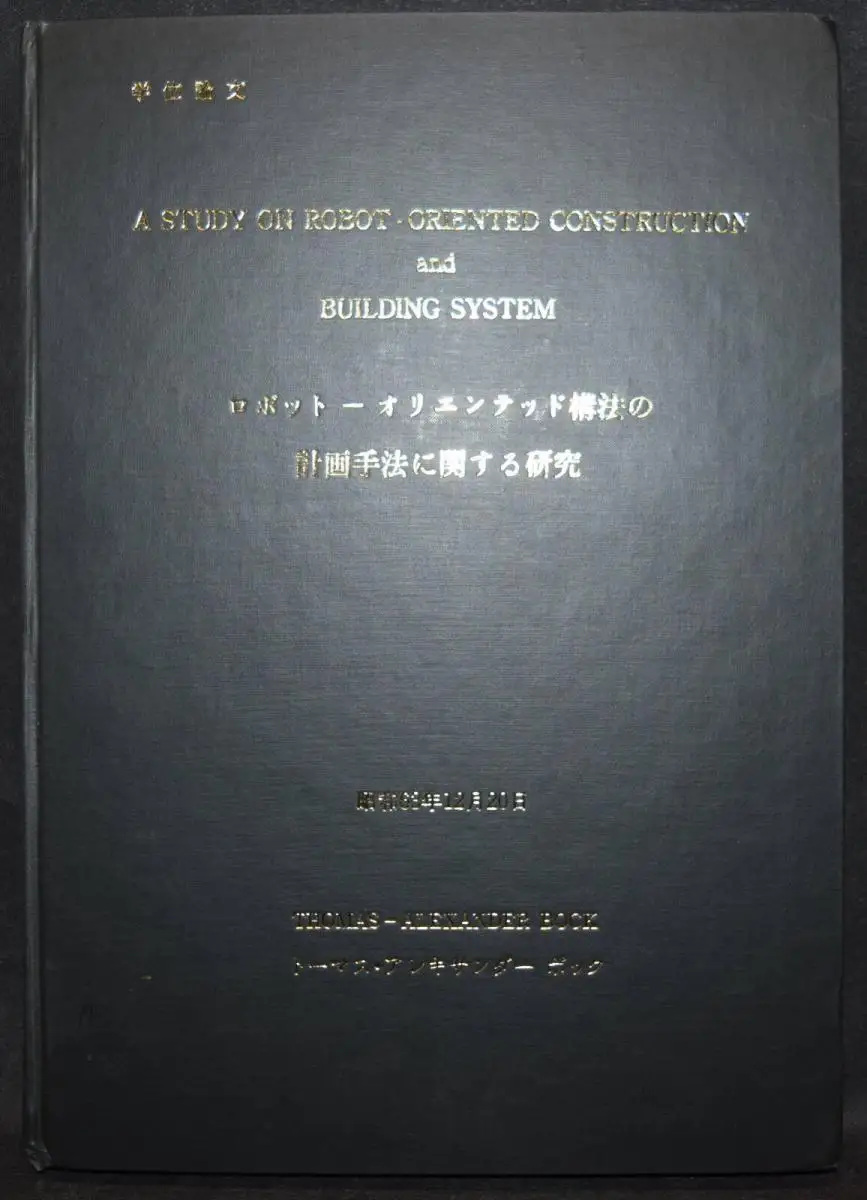 学位論文
A STUDY ON ROBOT-ORIENTED CONSTRUCTION
and
BUILDING SYSTEM
ロボット－オリエンテッド構法の
計画手法に関する研究
昭和63年12月20日
THOMAS-ALEXANDER BOCK
トーマス・アレキサンダー ボック